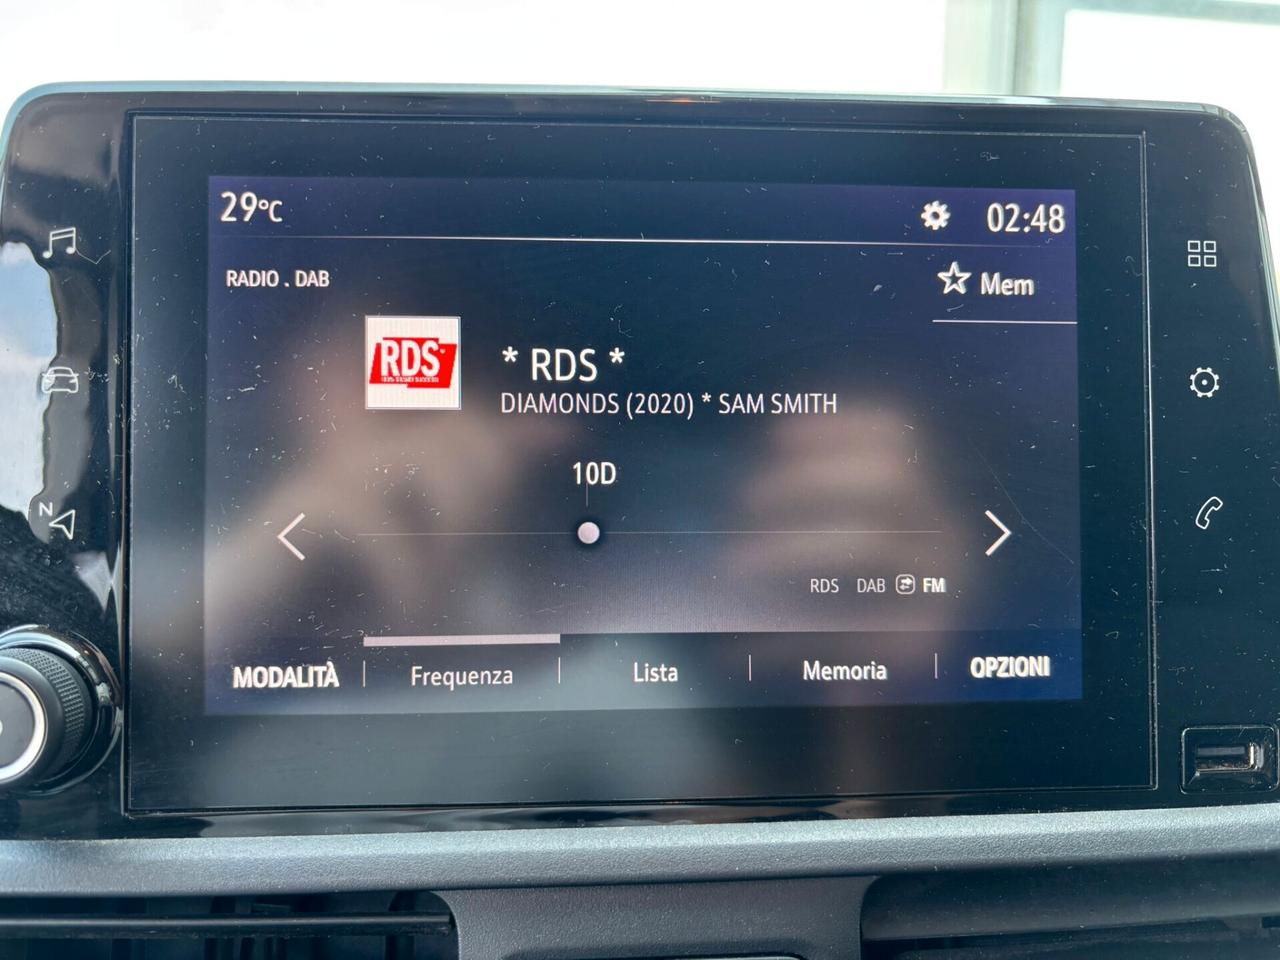 29°C
02:48
RADIO . DAB
Mem
RDS
* RDS *
DIAMONDS (2020) * SAM SMITH
10D
N
RDS DAB FM
MODALITÀ
Frequenza
Lista
Memoria
OPZIONI